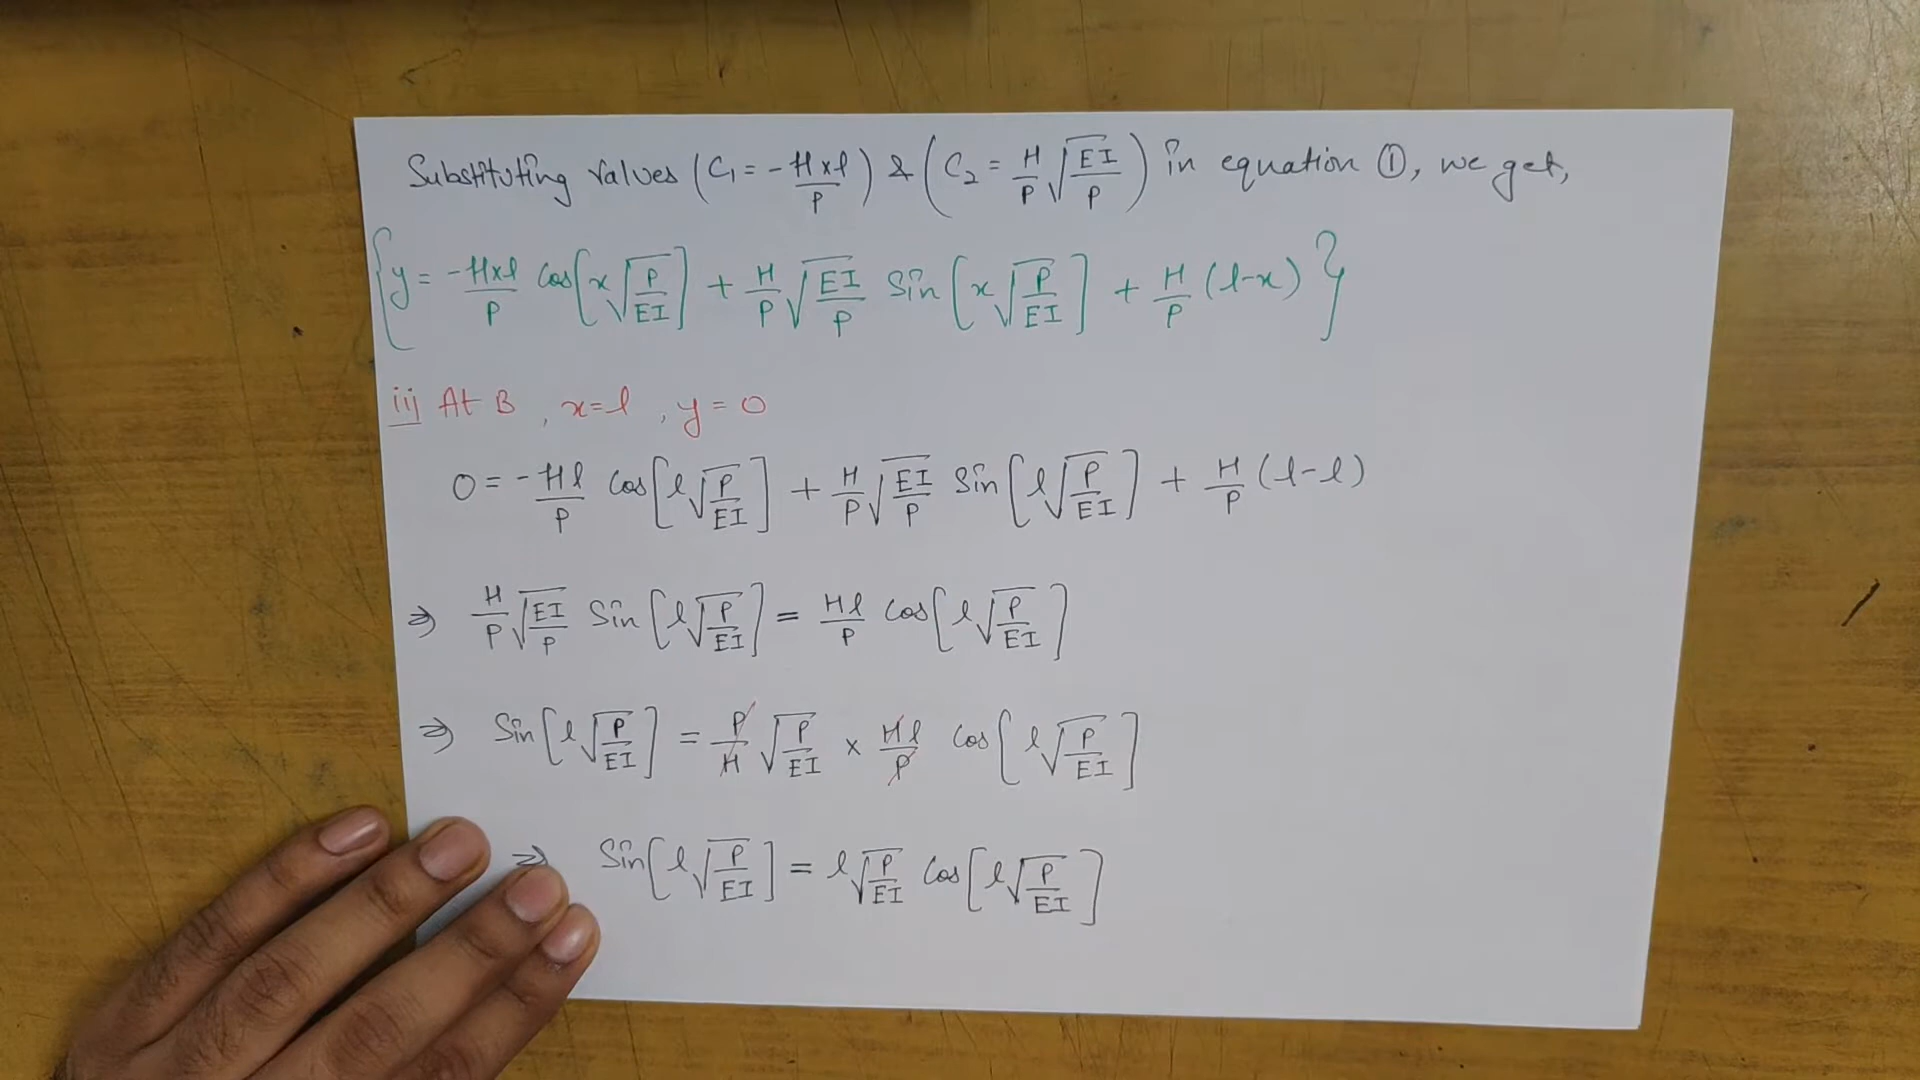 Substituting values (C₁ = -H×l/P) & (C₂ = H/P √(EI/P)) in equation ①, we get,
{y = -H×l/P cos[x√(P/EI)] + H/P √(EI/P) Sin[x√(P/EI)] + H/P (l-x)}
ii) At B, x=l, y=0
0 = -Hl/P cos[l√(P/EI)] + H/P √(EI/P) Sin[l√(P/EI)] + H/P (l-l)
⇒ H/P √(EI/P) Sin[l√(P/EI)] = Hl/P cos[l√(P/EI)]
⇒ Sin[l√(P/EI)] = P/H √(P/EI) × Hl/P cos[l√(P/EI)]
⇒ Sin[l√(P/EI)] = l√(P/EI) cos[l√(P/EI)]